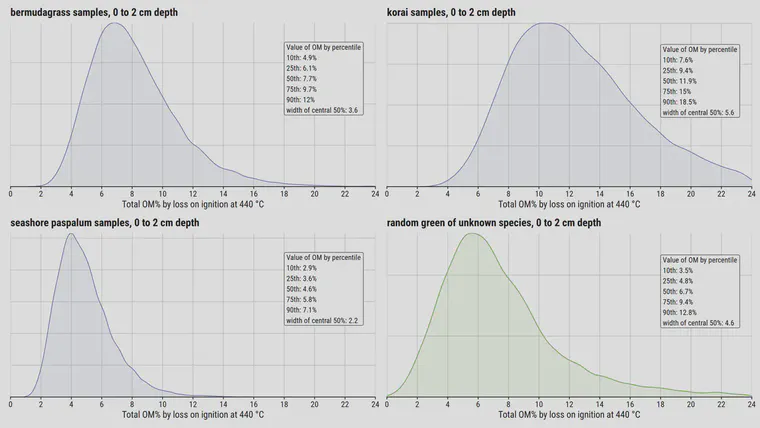 bermudagrass samples, 0 to 2 cm depth
Value of OM by percentile
10th: 4.9%
25th: 6.1%
50th: 7.7%
75th: 9.7%
90th: 12%
width of central 50%: 3.6
0 2 4 6 8 10 12 14 16 18 20 22 24
Total OM% by loss on ignition at 440 °C
korai samples, 0 to 2 cm depth
Value of OM by percentile
10th: 7.6%
25th: 9.4%
50th: 11.9%
75th: 15%
90th: 18.5%
width of central 50%: 5.6
0 2 4 6 8 10 12 14 16 18 20 22 24
Total OM% by loss on ignition at 440 °C
seashore paspalum samples, 0 to 2 cm depth
Value of OM by percentile
10th: 2.9%
25th: 3.6%
50th: 4.6%
75th: 5.8%
90th: 7.1%
width of central 50%: 2.2
0 2 4 6 8 10 12 14 16 18 20 22 24
Total OM% by loss on ignition at 440 °C
random green of unknown species, 0 to 2 cm depth
Value of OM by percentile
10th: 3.5%
25th: 4.8%
50th: 6.7%
75th: 9.4%
90th: 12.8%
width of central 50%: 4.6
0 2 4 6 8 10 12 14 16 18 20 22 24
Total OM% by loss on ignition at 440 °C